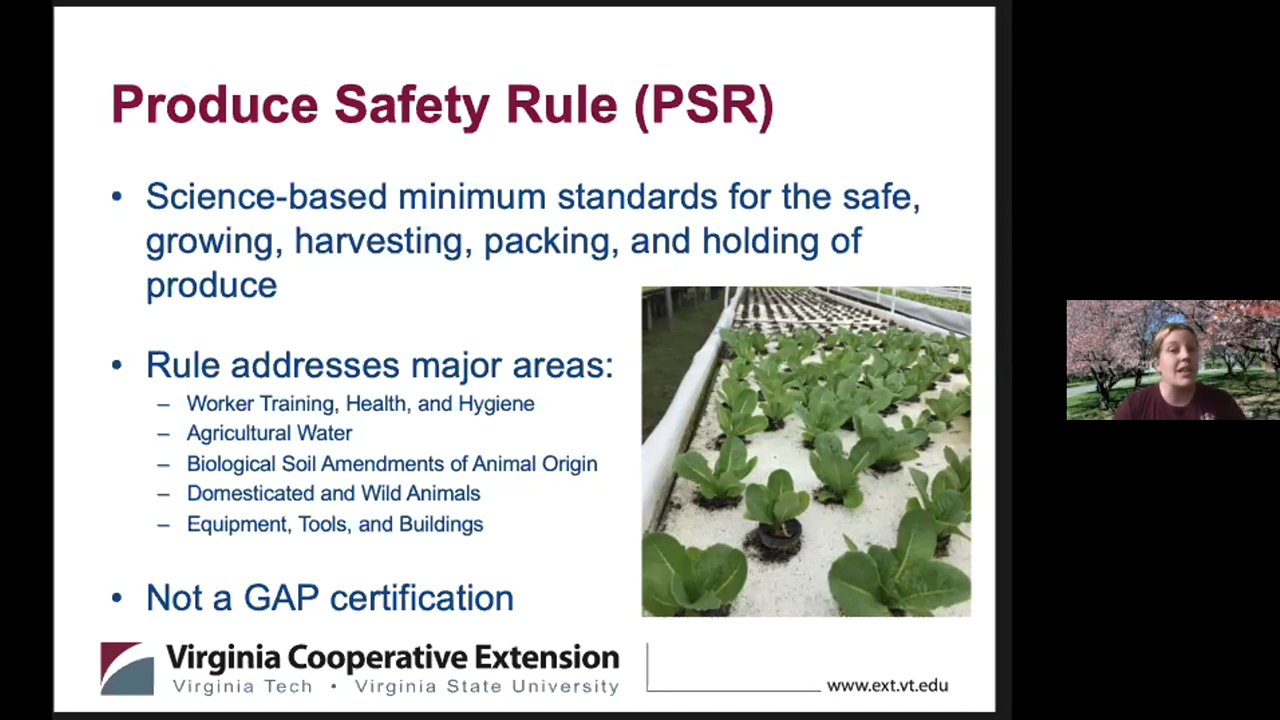 Produce Safety Rule (PSR)
• Science-based minimum standards for the safe,
growing, harvesting, packing, and holding of
produce
• Rule addresses major areas:
– Worker Training, Health, and Hygiene
– Agricultural Water
– Biological Soil Amendments of Animal Origin
– Domesticated and Wild Animals
– Equipment, Tools, and Buildings
• Not a GAP certification
Virginia Cooperative Extension
Virginia Tech • Virginia State University
www.ext.vt.edu